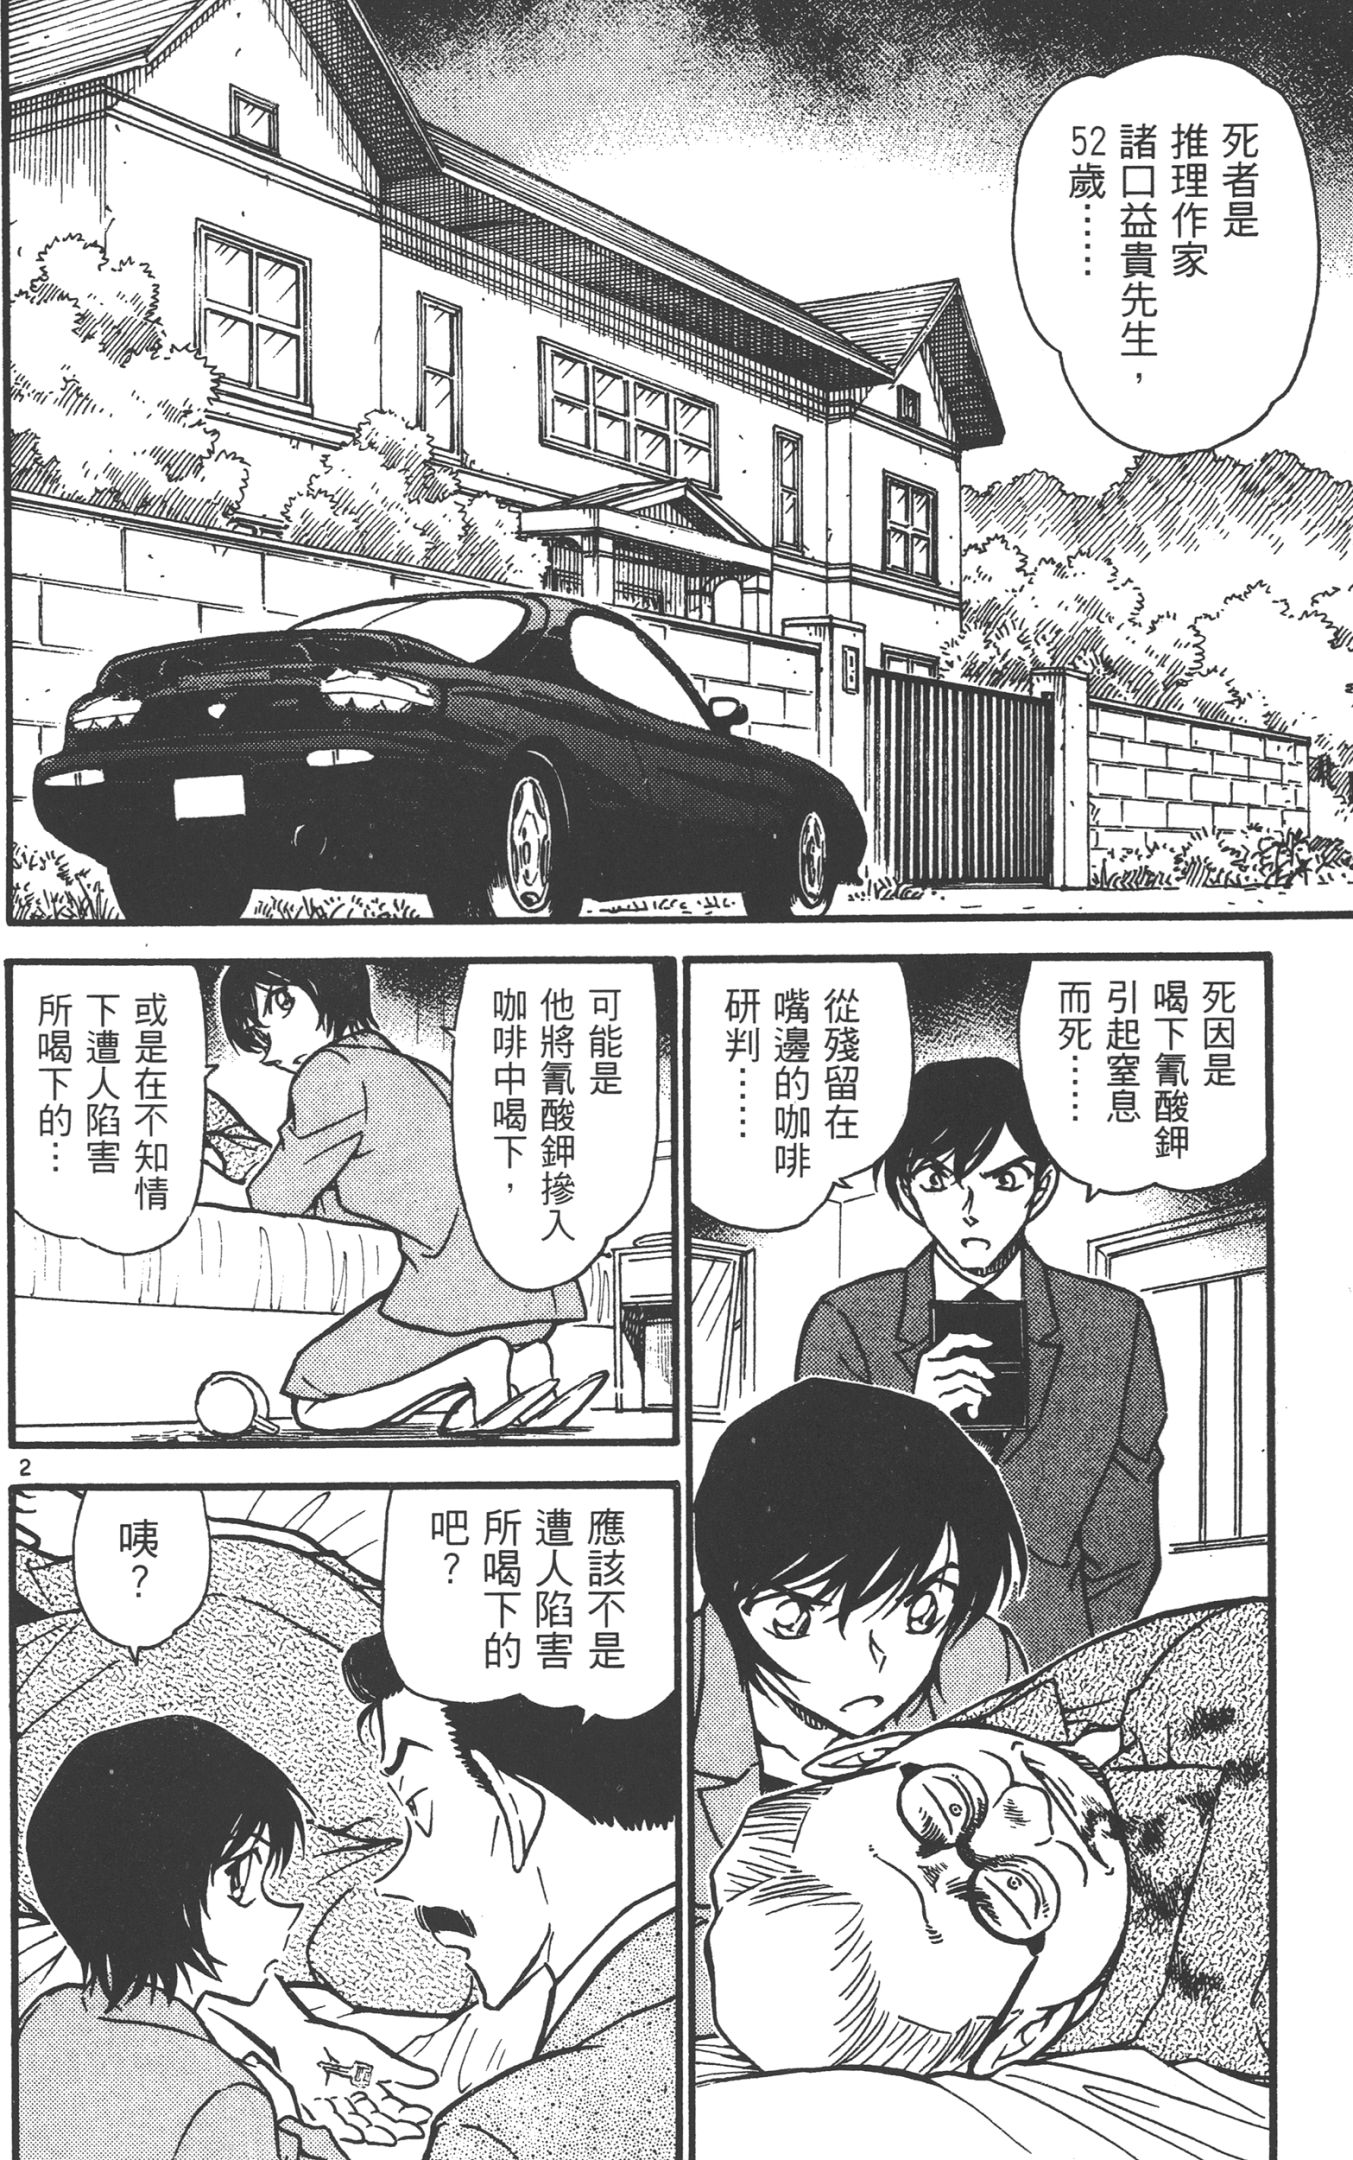 死者是
推理作家
諸口益貴先生，
52歲……
死因是
喝下氰酸鉀
引起窒息
而死……
從殘留在
嘴邊的咖啡
研判……
可能是
他將氰酸鉀摻入
咖啡中喝下，
或是在不知情
下遭人陷害
所喝下的…
2
應該不是
遭人陷害
所喝下的
吧？
咦？